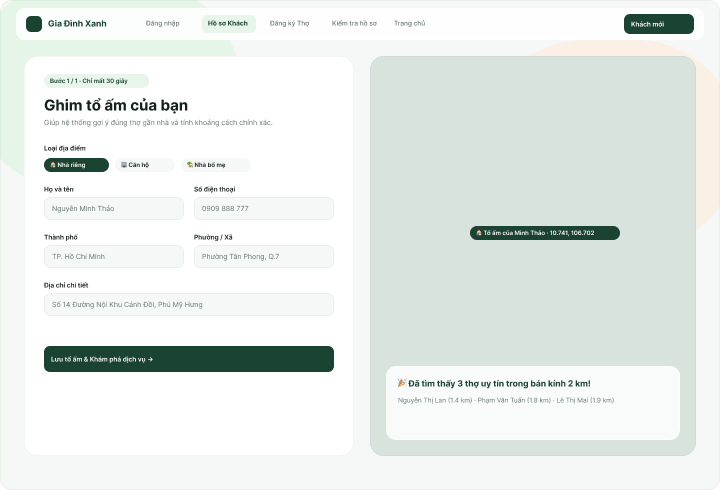 Gia Đình Xanh
Đăng nhập
Hồ sơ Khách
Đăng ký Thợ
Kiểm tra hồ sơ
Trang chủ
Khách mới
Bước 1 / 1 · Chỉ mất 30 giây
Ghim tổ ấm của bạn
Giúp hệ thống gợi ý đúng thợ gần nhà và tính khoảng cách chính xác.
Loại địa điểm
🏠 Nhà riêng
🏢 Căn hộ
🏡 Nhà bố mẹ
Họ và tên
Số điện thoại
Nguyễn Minh Thảo
0909 888 777
Thành phố
Phường / Xã
TP. Hồ Chí Minh
Phường Tân Phong, Q.7
Địa chỉ chi tiết
Số 14 Đường Nội Khu Cảnh Đồi, Phú Mỹ Hưng
Lưu tổ ấm & Khám phá dịch vụ →
🏠 Tổ ấm của Minh Thảo · 10.741, 106.702
🎉 Đã tìm thấy 3 thợ uy tín trong bán kính 2 km!
Nguyễn Thị Lan (1.4 km) · Phạm Văn Tuấn (1.8 km) · Lê Thị Mai (1.9 km)